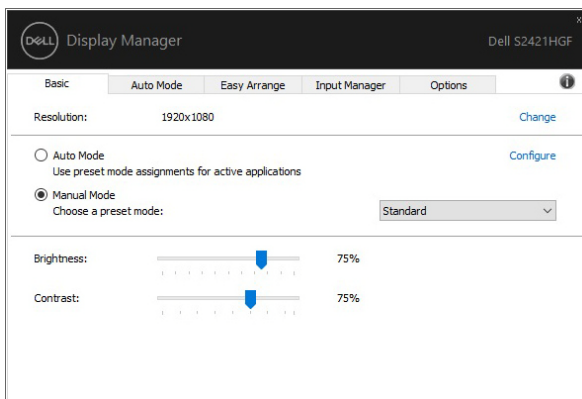 DELL Display Manager Dell S2421HGF
x
Basic Auto Mode Easy Arrange Input Manager Options
Resolution: 1920x1080 Change
Auto Mode Configure
Use preset mode assignments for active applications
Manual Mode
Choose a preset mode: Standard
Brightness: 75%
Contrast: 75%